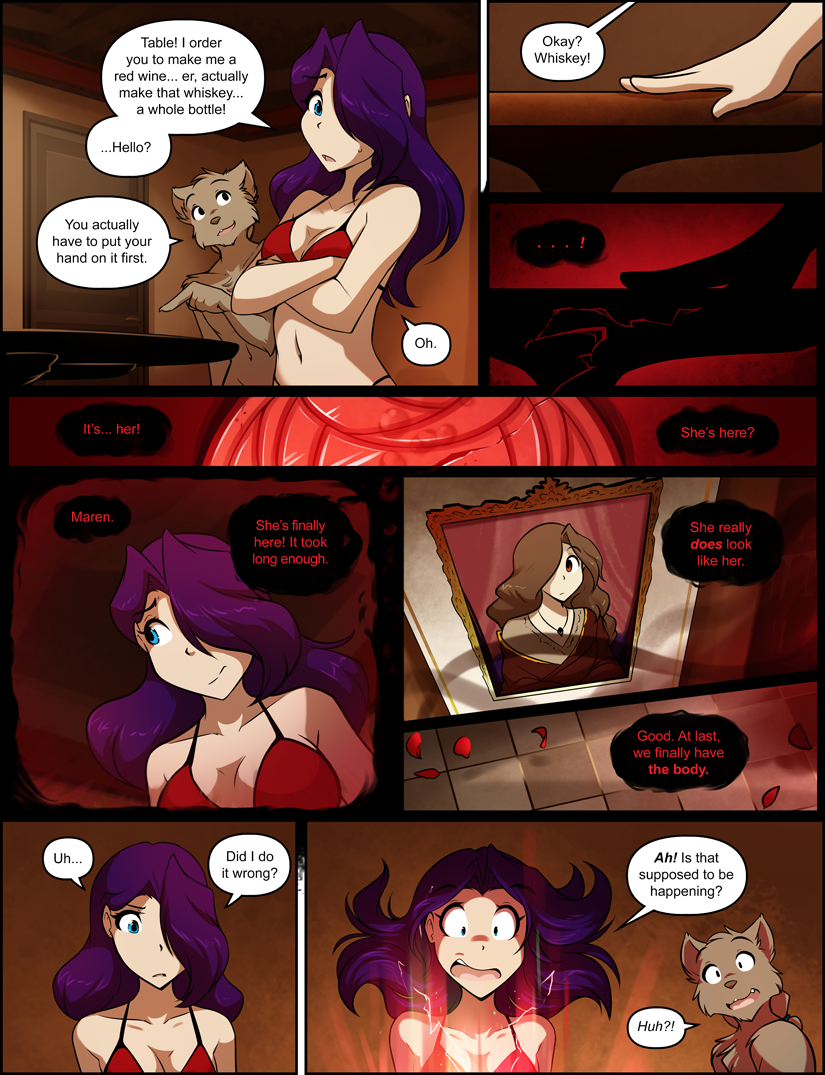 Table! I order
you to make me a
red wine... er, actually
make that whiskey...
a whole bottle!
...Hello?
You actually
have to put your
hand on it first.
Oh.
Okay?
Whiskey!
. . . !
It's... her!
She's here?
Maren.
She's finally
here! It took
long enough.
She really
does look
like her.
Good. At last,
we finally have
the body.
Uh...
Did I do
it wrong?
Ah! Is that
supposed to be
happening?
Huh?!